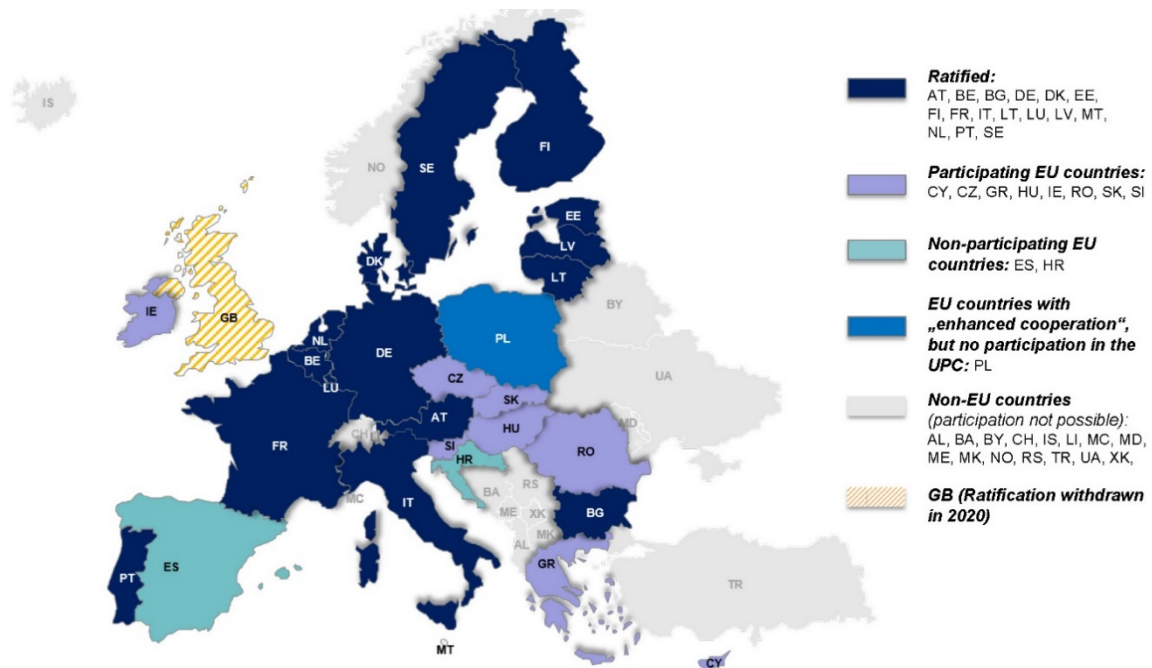 IS
NO
SE
FI
EE
LV
LT
DK
BY
IE
GB
NL
BE
LU
DE
PL
UA
CZ
SK
AT
HU
MD
FR
CH
SI
HR
RO
MC
IT
BA
RS
ME
XK
BG
MK
AL
PT
ES
GR
TR
MT
CY
Ratified:
AT, BE, BG, DE, DK, EE,
FI, FR, IT, LT, LU, LV, MT,
NL, PT, SE
Participating EU countries:
CY, CZ, GR, HU, IE, RO, SK, SI
Non-participating EU
countries: ES, HR
EU countries with
„enhanced cooperation“,
but no participation in the
UPC: PL
Non-EU countries
(participation not possible):
AL, BA, BY, CH, IS, LI, MC, MD,
ME, MK, NO, RS, TR, UA, XK,
GB (Ratification withdrawn
in 2020)